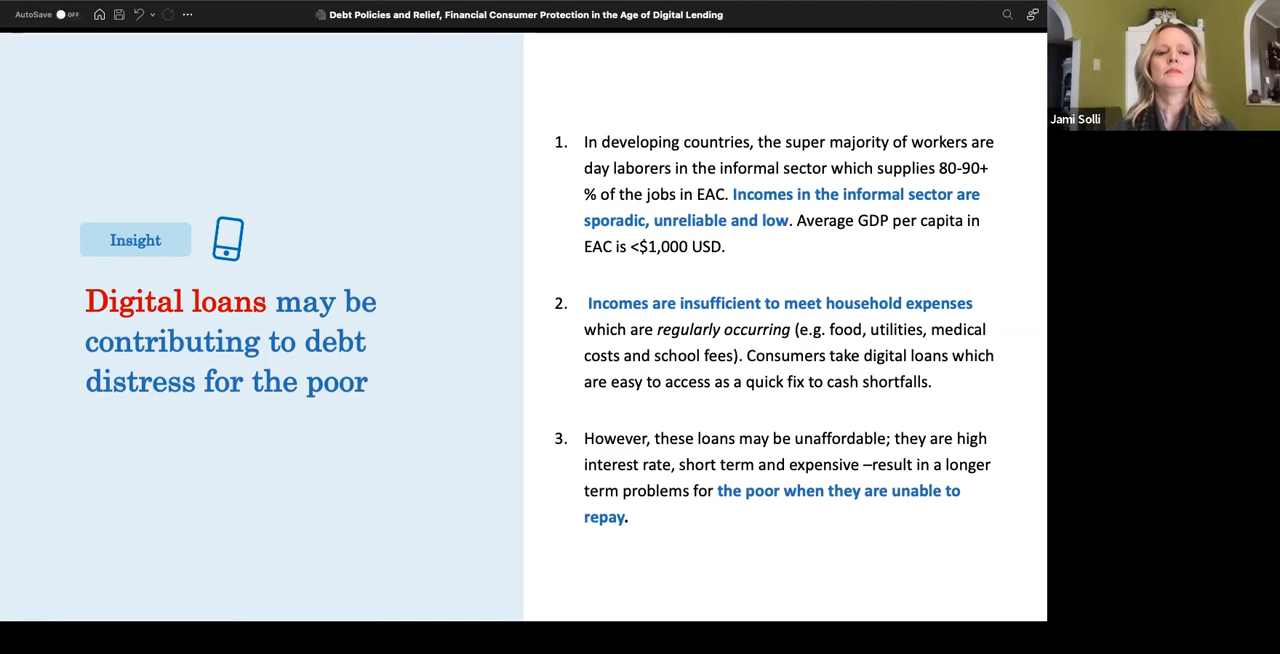 AutoSave OFF
Debt Policies and Relief, Financial Consumer Protection in the Age of Digital Lending
Jami Solli
Insight
Digital loans may be
contributing to debt
distress for the poor
1. In developing countries, the super majority of workers are
day laborers in the informal sector which supplies 80-90+
% of the jobs in EAC. Incomes in the informal sector are
sporadic, unreliable and low. Average GDP per capita in
EAC is <$1,000 USD.
2. Incomes are insufficient to meet household expenses
which are regularly occurring (e.g. food, utilities, medical
costs and school fees). Consumers take digital loans which
are easy to access as a quick fix to cash shortfalls.
3. However, these loans may be unaffordable; they are high
interest rate, short term and expensive –result in a longer
term problems for the poor when they are unable to
repay.